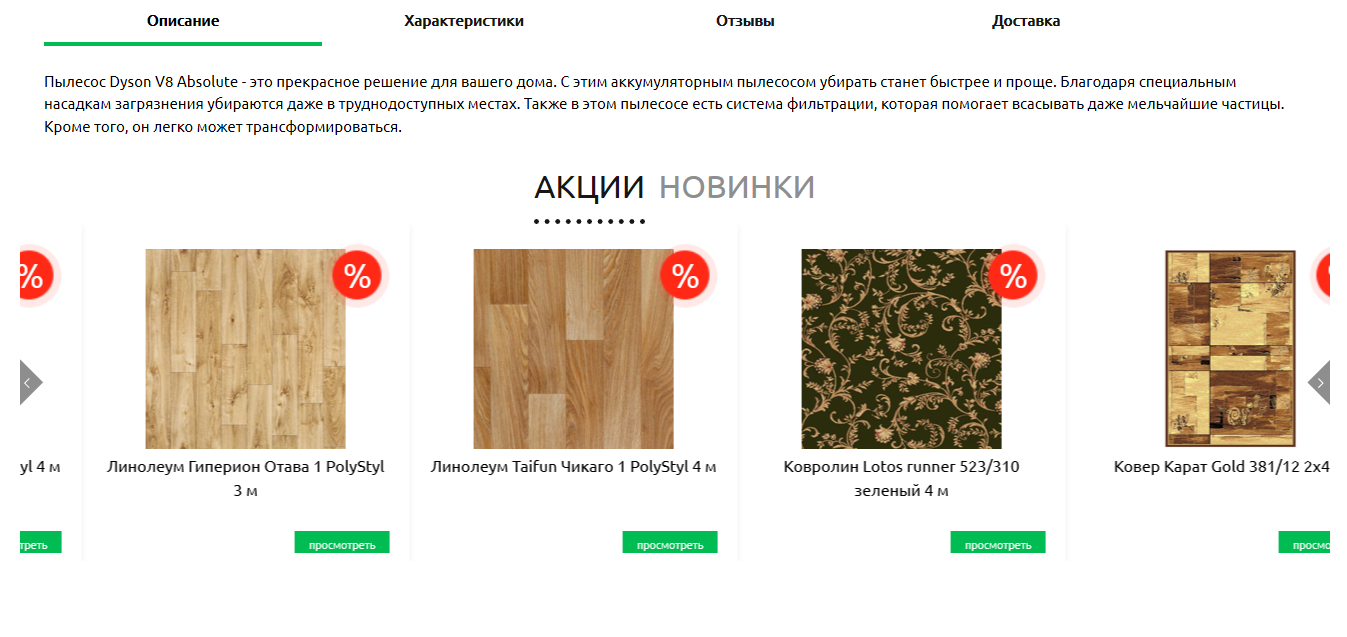 Описание Характеристики Отзывы Доставка
Пылесос Dyson V8 Absolute - это прекрасное решение для вашего дома. С этим аккумуляторным пылесосом убирать станет быстрее и проще. Благодаря специальным
насадкам загрязнения убираются даже в труднодоступных местах. Также в этом пылесосе есть система фильтрации, которая помогает всасывать даже мельчайшие частицы.
Кроме того, он легко может трансформироваться.
АКЦИИ НОВИНКИ
% % % %
yl 4 м Линолеум Гиперион Отава 1 PolyStyl Линолеум Taifun Чикаго 1 PolyStyl 4 м Ковролин Lotos runner 523/310 Ковер Карат Gold 381/12 2x4
3 м зеленый 4 м
треть просмотреть просмотреть просмотреть просмо